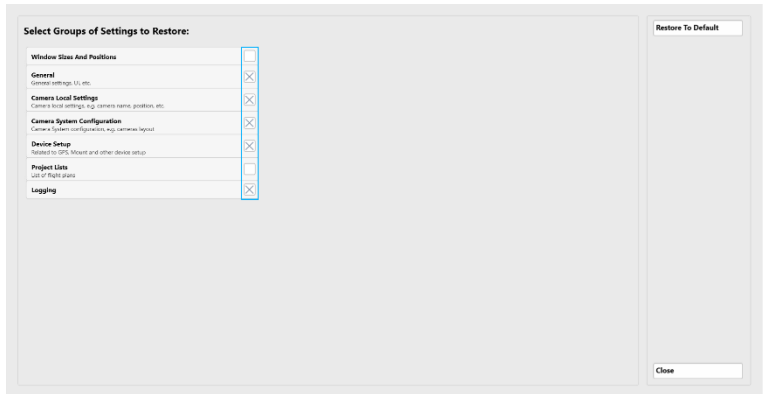 Select Groups of Settings to Restore:
Restore To Default
Window Sizes And Positions
General
General settings, UI, etc.
Camera Local Settings
Camera local settings, e.g. camera name, position, etc.
Camera System Configuration
Camera System configuration, e.g. cameras layout
Device Setup
Related to GPS, Mount and other device setup
Project Lists
List of flight plans
Logging
Close